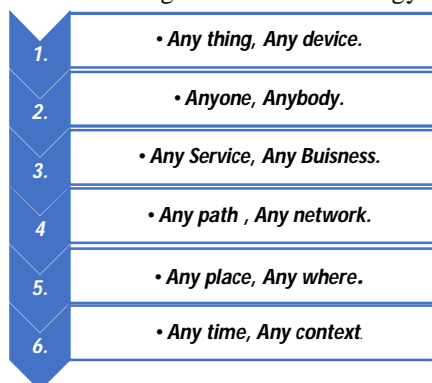 1.
• Any thing, Any device.
2.
• Anyone, Anybody.
3.
• Any Service, Any Buisness.
4
• Any path , Any network.
5.
• Any place, Any where.
6.
• Any time, Any context.